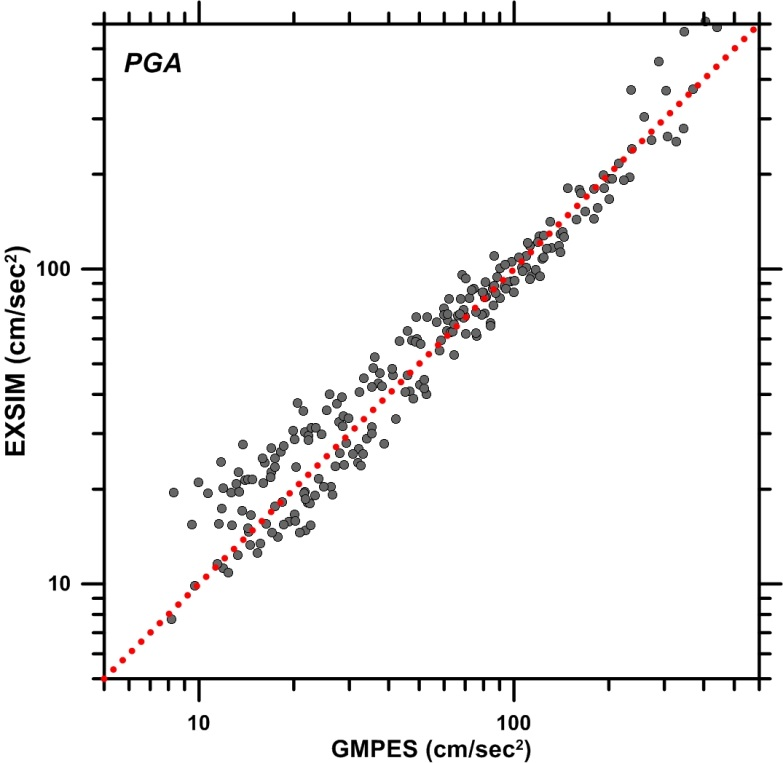 PGA
100
10
EXSIM (cm/sec²)
10 100
GMPES (cm/sec²)